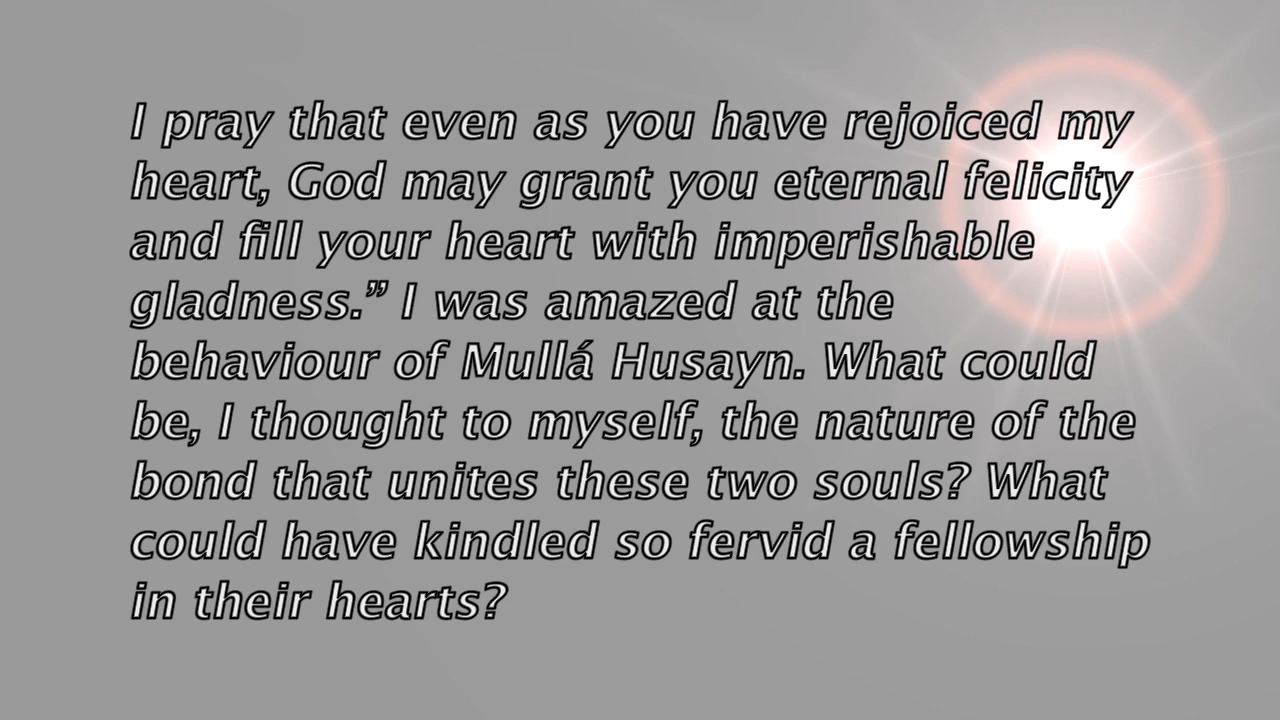 I pray that even as you have rejoiced my
heart, God may grant you eternal felicity
and fill your heart with imperishable
gladness.” I was amazed at the
behaviour of Mullá Husayn. What could
be, I thought to myself, the nature of the
bond that unites these two souls? What
could have kindled so fervid a fellowship
in their hearts?